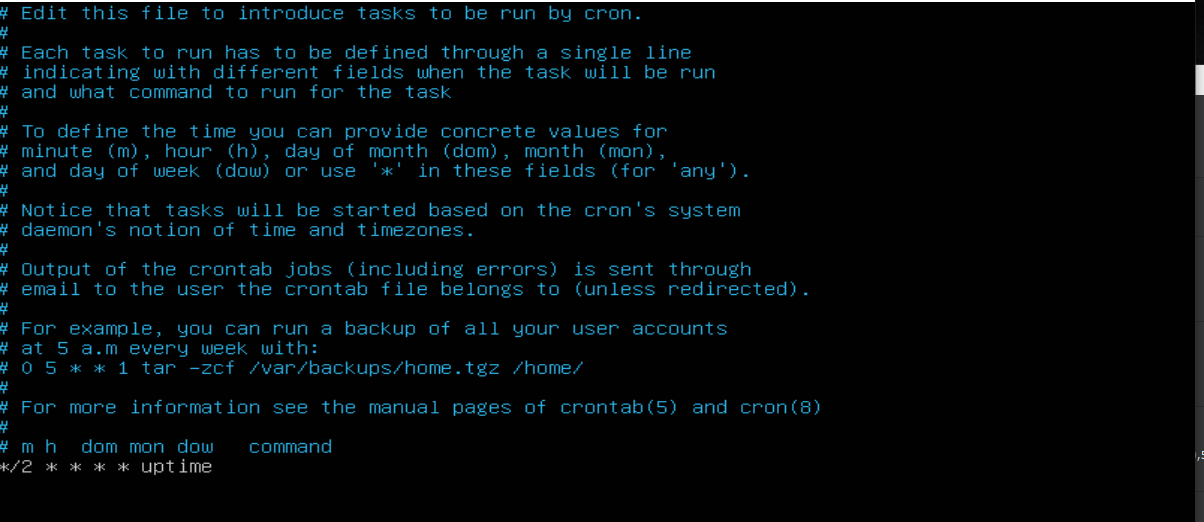 # Edit this file to introduce tasks to be run by cron.
#
# Each task to run has to be defined through a single line
# indicating with different fields when the task will be run
# and what command to run for the task
#
# To define the time you can provide concrete values for
# minute (m), hour (h), day of month (dom), month (mon),
# and day of week (dow) or use '*' in these fields (for 'any').
#
# Notice that tasks will be started based on the cron's system
# daemon's notion of time and timezones.
#
# Output of the crontab jobs (including errors) is sent through
# email to the user the crontab file belongs to (unless redirected).
#
# For example, you can run a backup of all your user accounts
# at 5 a.m every week with:
# 0 5 * * 1 tar -zcf /var/backups/home.tgz /home/
#
# For more information see the manual pages of crontab(5) and cron(8)
#
# m h  dom mon dow   command
*/2 * * * * uptime